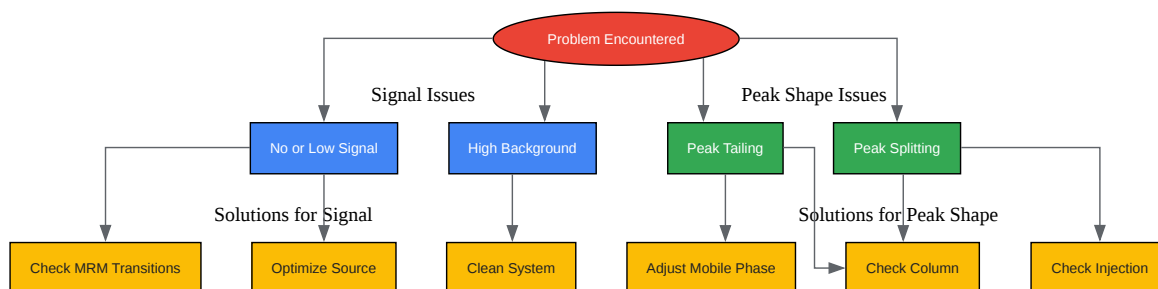 Problem Encountered
Signal Issues
Peak Shape Issues
No or Low Signal
High Background
Peak Tailing
Peak Splitting
Solutions for Signal
Solutions for Peak Shape
Check MRM Transitions
Optimize Source
Clean System
Adjust Mobile Phase
Check Column
Check Injection